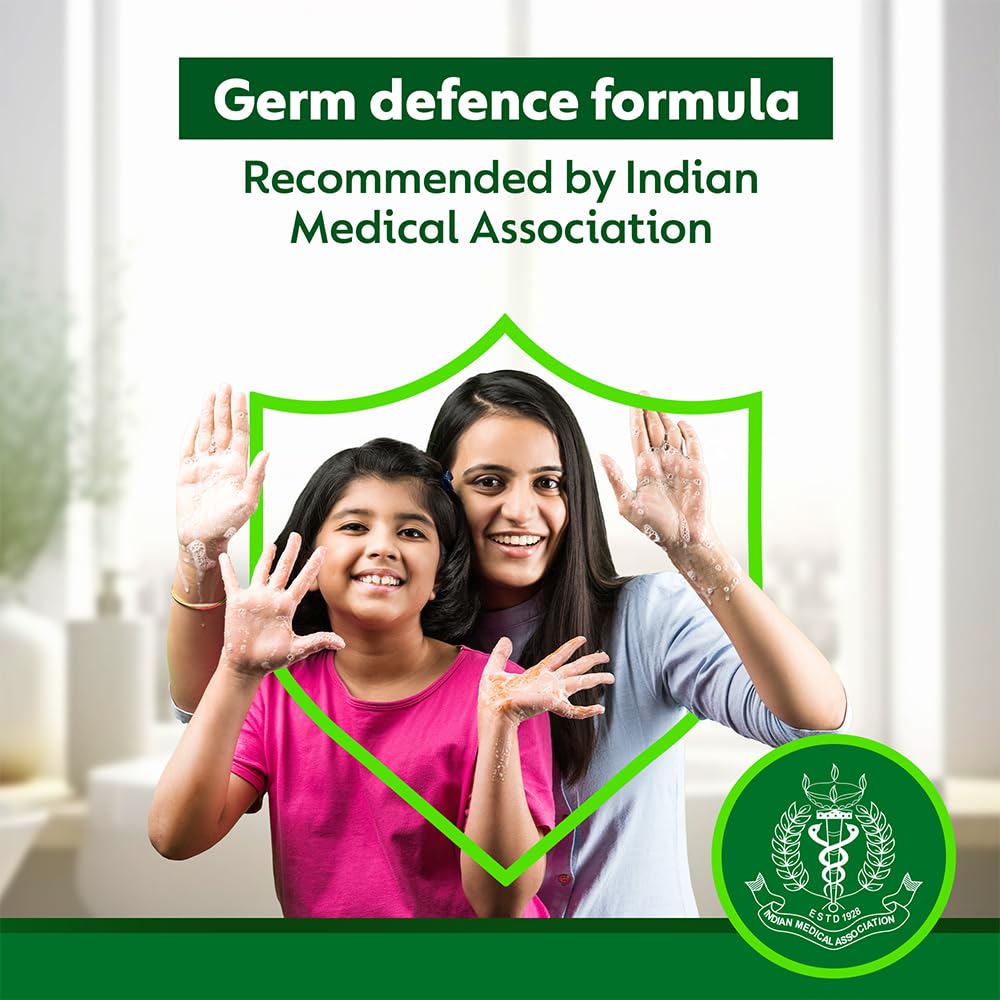 Germ defence formula
Recommended by Indian
Medical Association
ESTD 1928
INDIAN MEDICAL ASSOCIATION